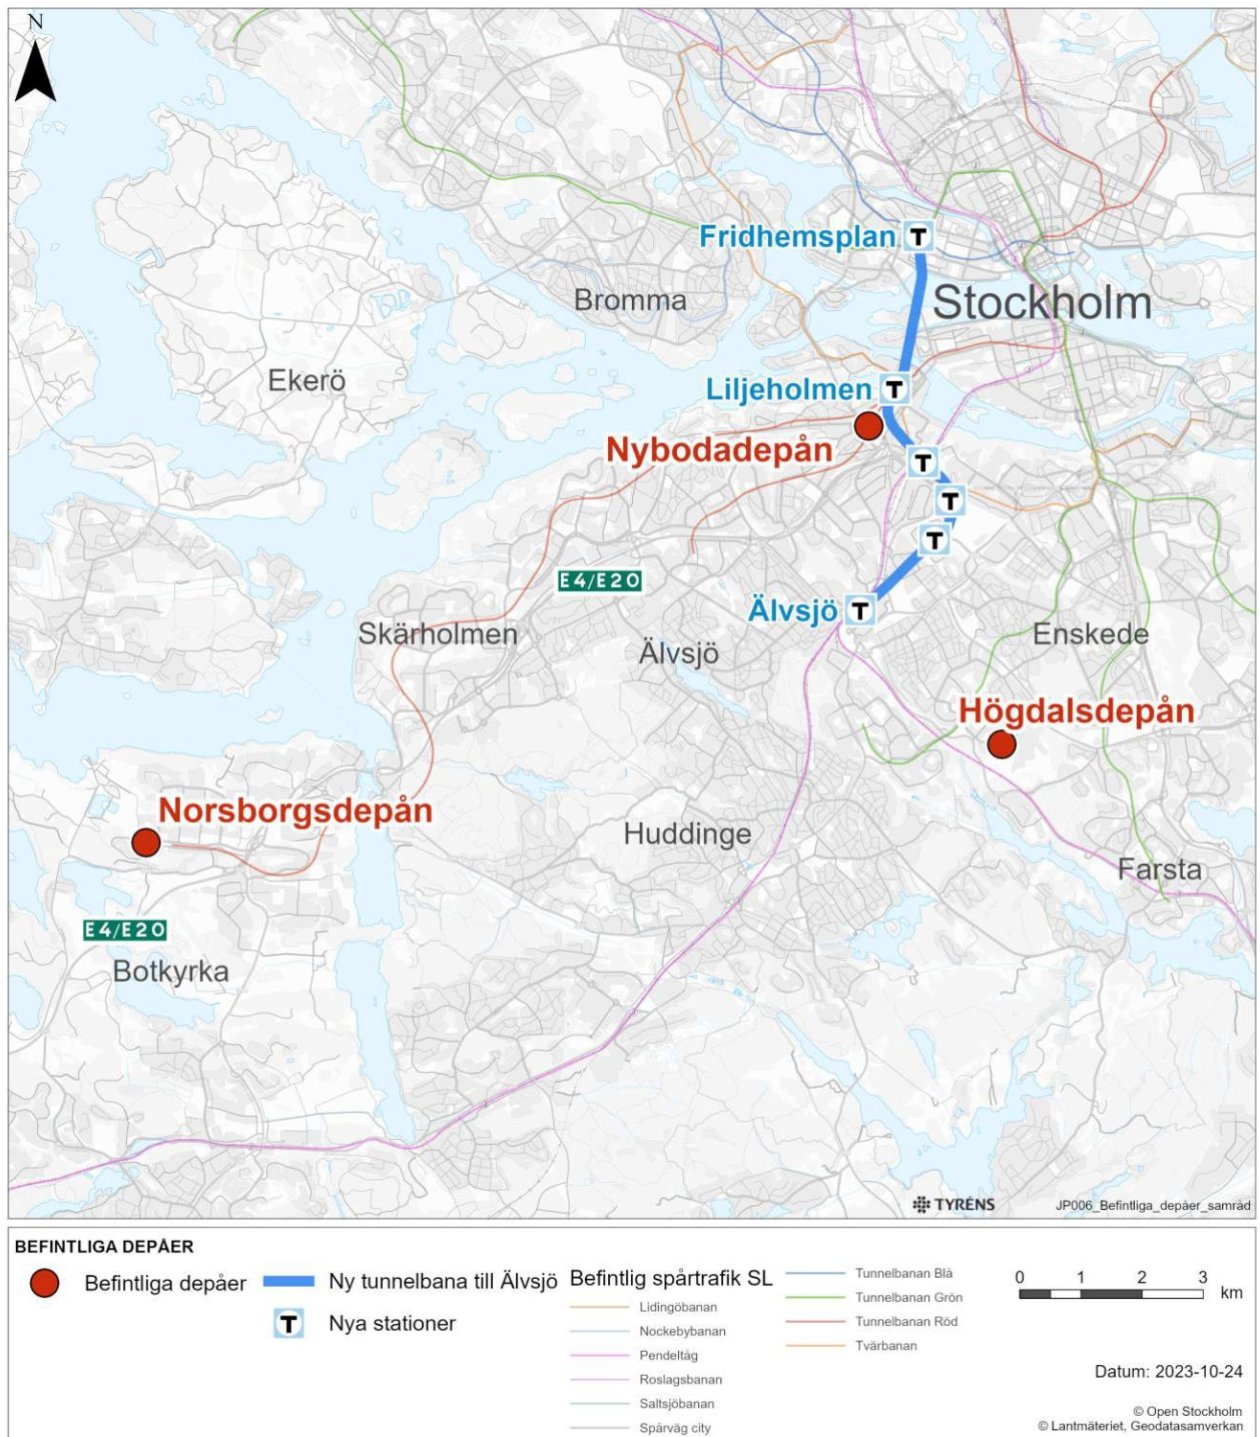 N
Fridhemsplan T
Bromma
Stockholm
Ekerö
Liljeholmen T
Nybodadepån
T
T
T
E4/E20
Älvsjö T
Skärholmen
Älvsjö
Enskede
Högdalsdepån
Norsborgsdepån
Huddinge
Farsta
E4/E20
Botkyrka
TYRÉNS
JP006_Befintliga_depåer_samråd
BEFINTLIGA DEPÅER
Befintliga depåer
Ny tunnelbana till Älvsjö
T Nya stationer
Befintlig spårtrafik SL
Lidingöbanan
Nockebybanan
Pendeltåg
Roslagsbanan
Saltsjöbanan
Spårväg city
Tunnelbanan Blå
Tunnelbanan Grön
Tunnelbanan Röd
Tvärbanan
0 1 2 3
km
Datum: 2023-10-24
© Open Stockholm
© Lantmäteriet, Geodatasamverkan